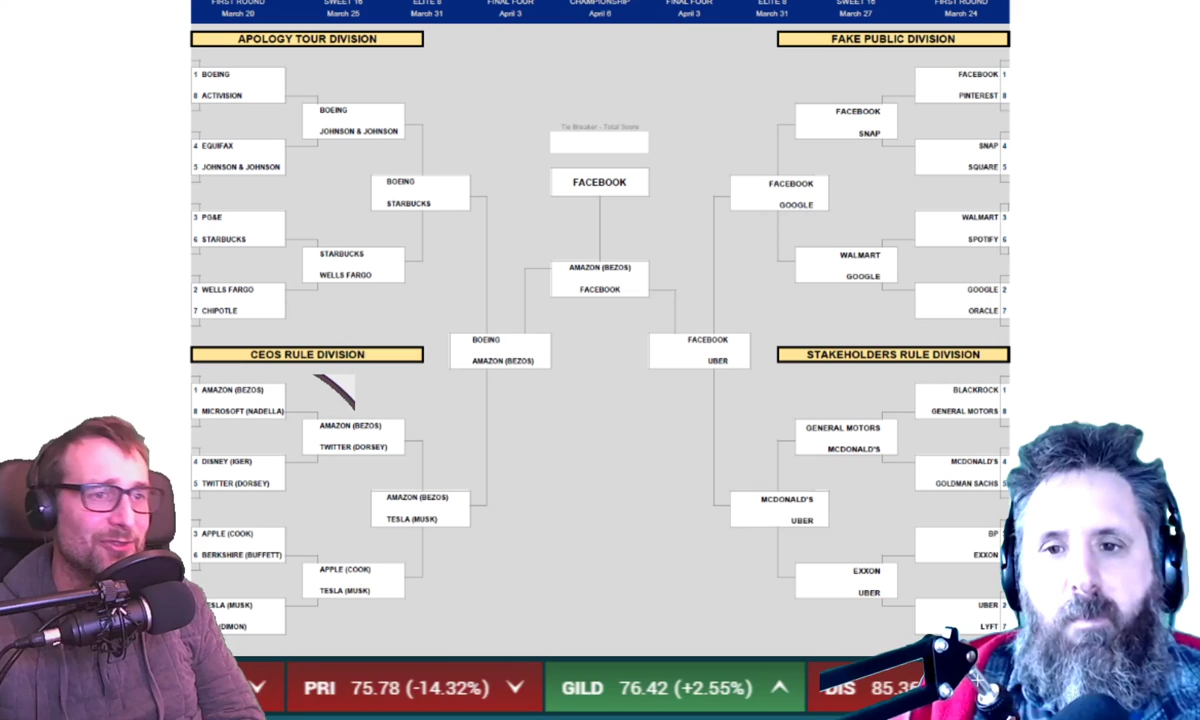 FIRST ROUND SWEET 16 ELITE 8 FINAL FOUR CHAMPIONSHIP FINAL FOUR ELITE 8 SWEET 16 FIRST ROUND
March 20 March 25 March 31 April 3 April 6 April 3 March 31 March 27 March 24
APOLOGY TOUR DIVISION
1 BOEING
8 ACTIVISION
4 EQUIFAX
5 JOHNSON & JOHNSON
3 PG&E
6 STARBUCKS
2 WELLS FARGO
7 CHIPOTLE
BOEING
JOHNSON & JOHNSON
STARBUCKS
WELLS FARGO
BOEING
STARBUCKS
CEOS RULE DIVISION
1 AMAZON (BEZOS)
8 MICROSOFT (NADELLA)
4 DISNEY (IGER)
5 TWITTER (DORSEY)
3 APPLE (COOK)
6 BERKSHIRE (BUFFETT)
(MUSK)
(DIMON)
AMAZON (BEZOS)
TWITTER (DORSEY)
APPLE (COOK)
TESLA (MUSK)
AMAZON (BEZOS)
TESLA (MUSK)
BOEING
AMAZON (BEZOS)
Tie Breaker - Total Score
FACEBOOK
AMAZON (BEZOS)
FACEBOOK
FACEBOOK
UBER
FAKE PUBLIC DIVISION
FACEBOOK 1
PINTEREST 8
SNAP 4
SQUARE 5
WALMART 3
SPOTIFY 6
GOOGLE 2
ORACLE 7
FACEBOOK
SNAP
WALMART
GOOGLE
FACEBOOK
GOOGLE
STAKEHOLDERS RULE DIVISION
BLACKROCK 1
GENERAL MOTORS 8
MCDONALD'S 4
GOLDMAN SACHS
BP
EXXON
UBER 2
LYFT 7
GENERAL MOTORS
MCDONALD'S
EXXON
UBER
MCDONALD'S
UBER
PRI 75.78 (-14.32%)
GILD 76.42 (+2.55%)
DIS